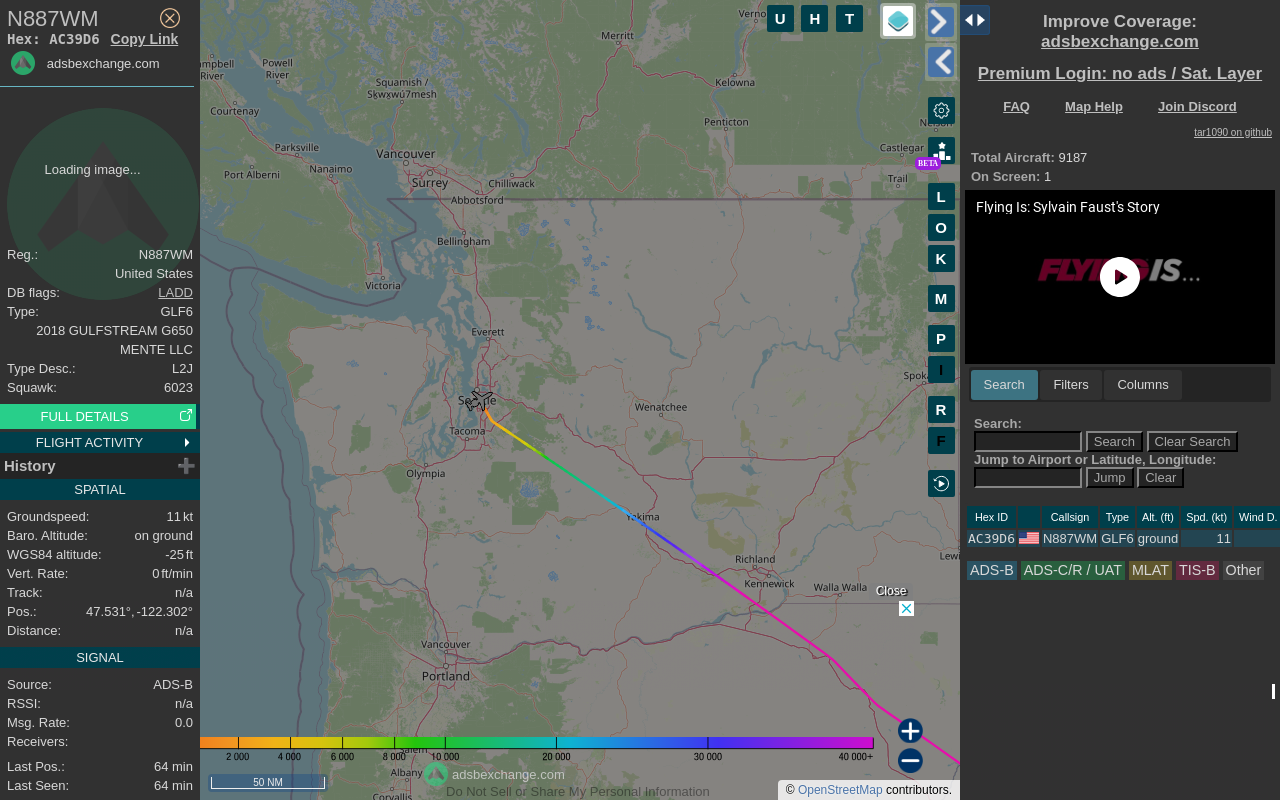 N887WM
Hex: AC39D6 Copy Link
adsbexchange.com
Loading image...
Reg.: N887WM
United States
DB flags: LADD
Type: GLF6
2018 GULFSTREAM G650
MENTE LLC
Type Desc.: L2J
Squawk: 6023
FULL DETAILS
FLIGHT ACTIVITY
History
SPATIAL
Groundspeed: 11 kt
Baro. Altitude: on ground
WGS84 altitude: -25 ft
Vert. Rate: 0 ft/min
Track: n/a
Pos.: 47.531°, -122.302°
Distance: n/a
SIGNAL
Source: ADS-B
RSSI: n/a
Msg. Rate: 0.0
Receivers:
Last Pos.: 64 min
Last Seen: 64 min
U H T
Merritt
Powell
River
River
Squamish /
Sḵwx̱wú7mesh
Kelowna
Courtenay
Penticton
Parksville
Vancouver
Castlegar
Nanaimo
Port Alberni
Surrey
Chilliwack
Trail
Abbotsford
Bellingham
Victoria
Everett
Wenatchee
Tacoma
Olympia
Yakima
Richland
Kennewick
Walla Walla
Vancouver
Portland
Albany
Corvallis
BETA
L
O
K
M
P
I
R
F
Close
2 000 4 000 6 000 8 000 10 000 20 000 30 000 40 000+
50 NM
adsbexchange.com
Do Not Sell or Share My Personal Information
© OpenStreetMap contributors.
Improve Coverage:
adsbexchange.com
Premium Login: no ads / Sat. Layer
FAQ Map Help Join Discord
tar1090 on github
Total Aircraft: 9187
On Screen: 1
Flying Is: Sylvain Faust's Story
FLYING IS...
Search Filters Columns
Search:
Search Clear Search
Jump to Airport or Latitude, Longitude:
Jump Clear
Hex ID Callsign Type Alt. (ft) Spd. (kt) Wind D.
AC39D6 N887WM GLF6 ground 11
ADS-B ADS-C/R / UAT MLAT TIS-B Other